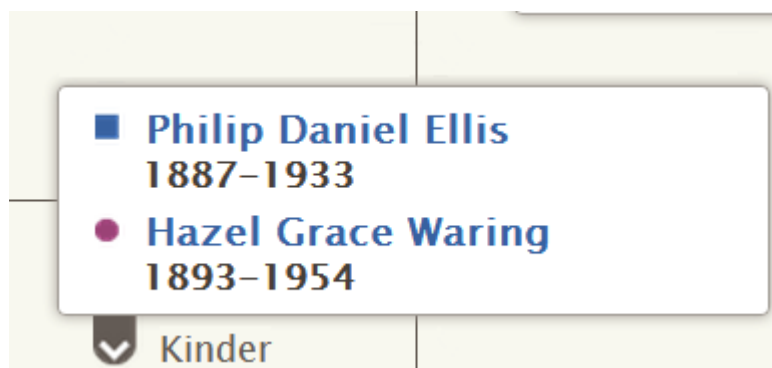 Philip Daniel Ellis
1887–1933
Hazel Grace Waring
1893–1954
Kinder